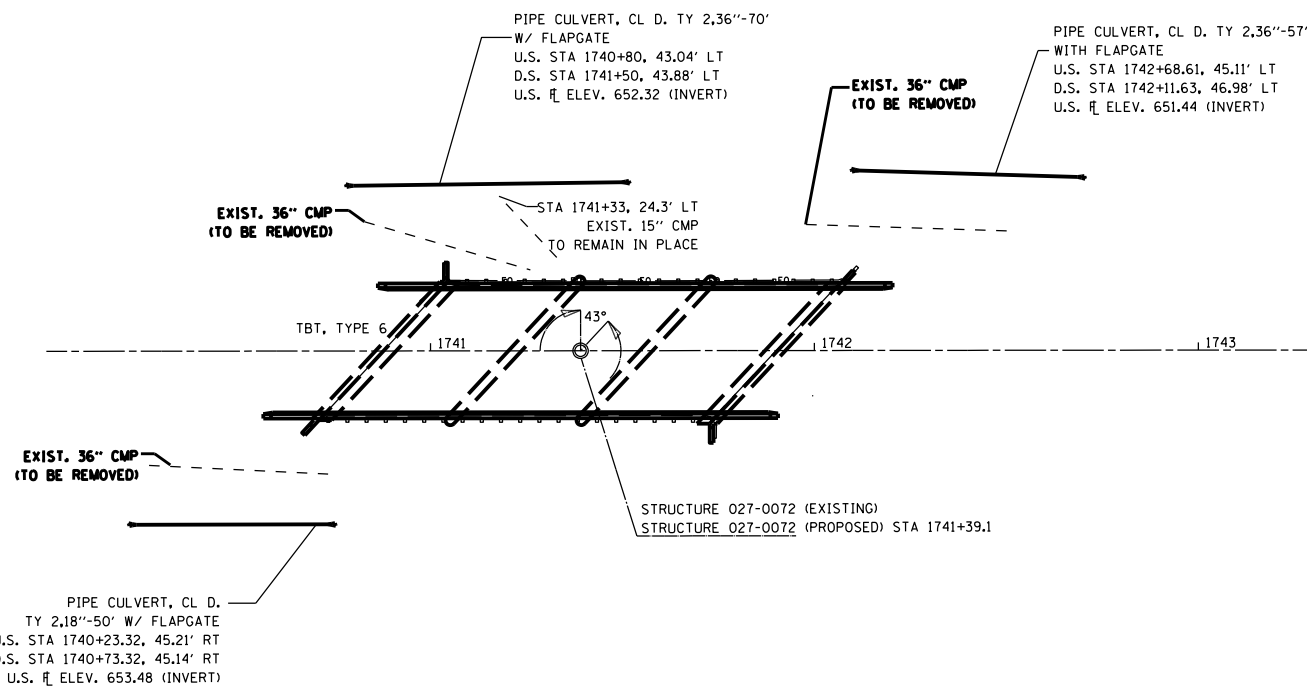 PIPE CULVERT, CL D. TY 2,36"-70'
W/ FLAPGATE
U.S. STA 1740+80, 43.04' LT
D.S. STA 1741+50, 43.88' LT
U.S. FL ELEV. 652.32 (INVERT)
PIPE CULVERT, CL D. TY 2,36"-57'
WITH FLAPGATE
U.S. STA 1742+68.61, 45.11' LT
D.S. STA 1742+11.63, 46.98' LT
U.S. FL ELEV. 651.44 (INVERT)
EXIST. 36" CMP
(TO BE REMOVED)
EXIST. 36" CMP
(TO BE REMOVED)
STA 1741+33, 24.3' LT
EXIST. 15" CMP
TO REMAIN IN PLACE
TBT, TYPE 6
43°
1741
1742
1743
EXIST. 36" CMP
(TO BE REMOVED)
STRUCTURE 027-0072 (EXISTING)
STRUCTURE 027-0072 (PROPOSED) STA 1741+39.1
PIPE CULVERT, CL D.
TY 2,18"-50' W/ FLAPGATE
U.S. STA 1740+23.32, 45.21' RT
D.S. STA 1740+73.32, 45.14' RT
U.S. FL ELEV. 653.48 (INVERT)